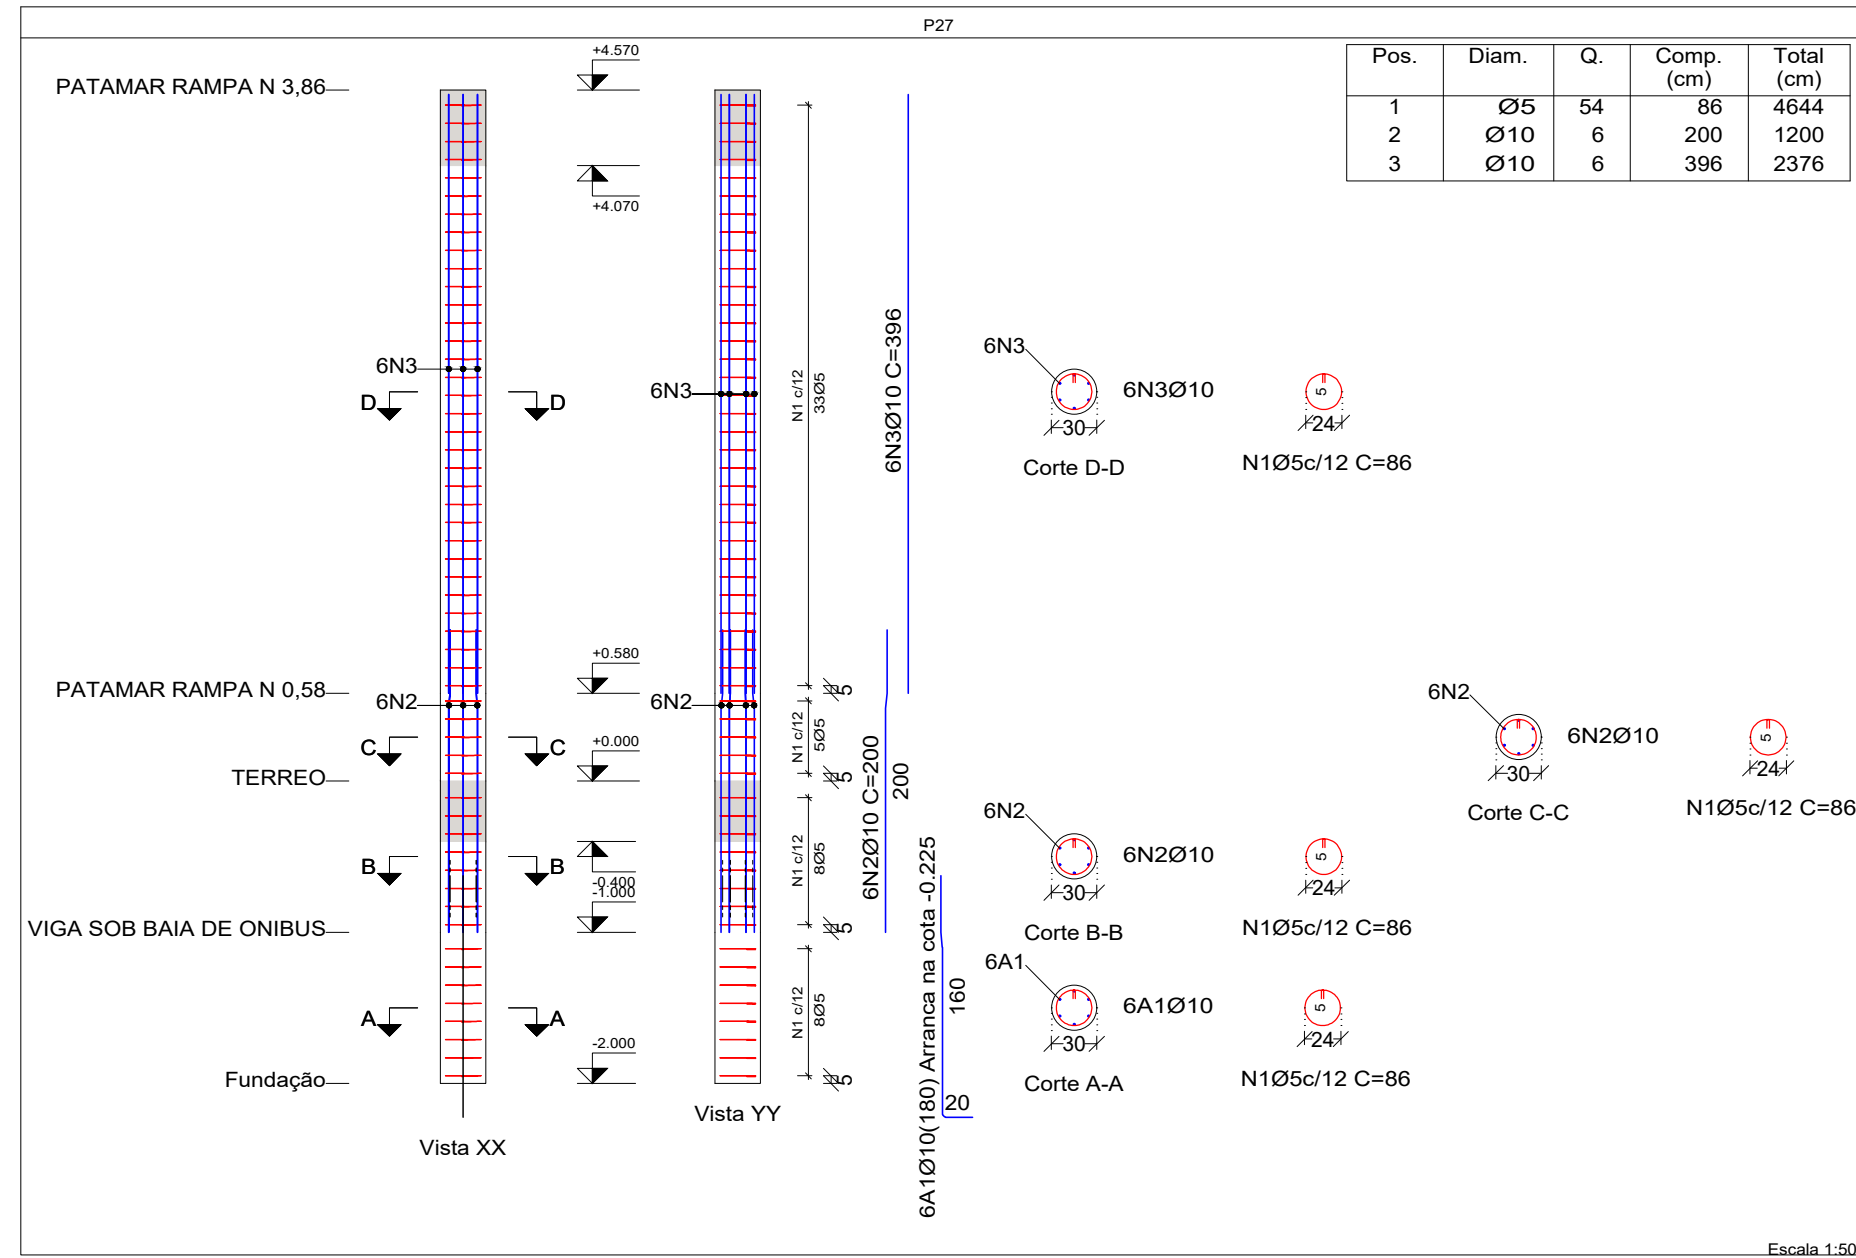 P27
Pos. Diam. Q. Comp. (cm) Total (cm)
1 Ø5 54 86 4644
2 Ø10 6 200 1200
3 Ø10 6 396 2376
PATAMAR RAMPA N 3,86
+4.570
+4.070
6N3
D D
6N3
N1 c/12
33Ø5
6N3Ø10 C=396
PATAMAR RAMPA N 0,58
+0.580
5
6N2
6N2
C C
N1 c/12
5Ø5
TERREO
+0.000
5
6N2Ø10 C=200
200
B B
N1 c/12
8Ø5
-0.400
-1.000
VIGA SOB BAIA DE ONIBUS
5
A A
N1 c/12
8Ø5
6A1Ø10(180) Arranca na cota -0.225
160
20
Fundação
-2.000
5
Vista XX
Vista YY
6N3
6N3Ø10
30
Corte D-D
5
24
N1Ø5c/12 C=86
6N2
6N2Ø10
30
Corte C-C
5
24
N1Ø5c/12 C=86
6N2
6N2Ø10
30
Corte B-B
5
24
N1Ø5c/12 C=86
6A1
6A1Ø10
30
Corte A-A
5
24
N1Ø5c/12 C=86
Escala 1:50